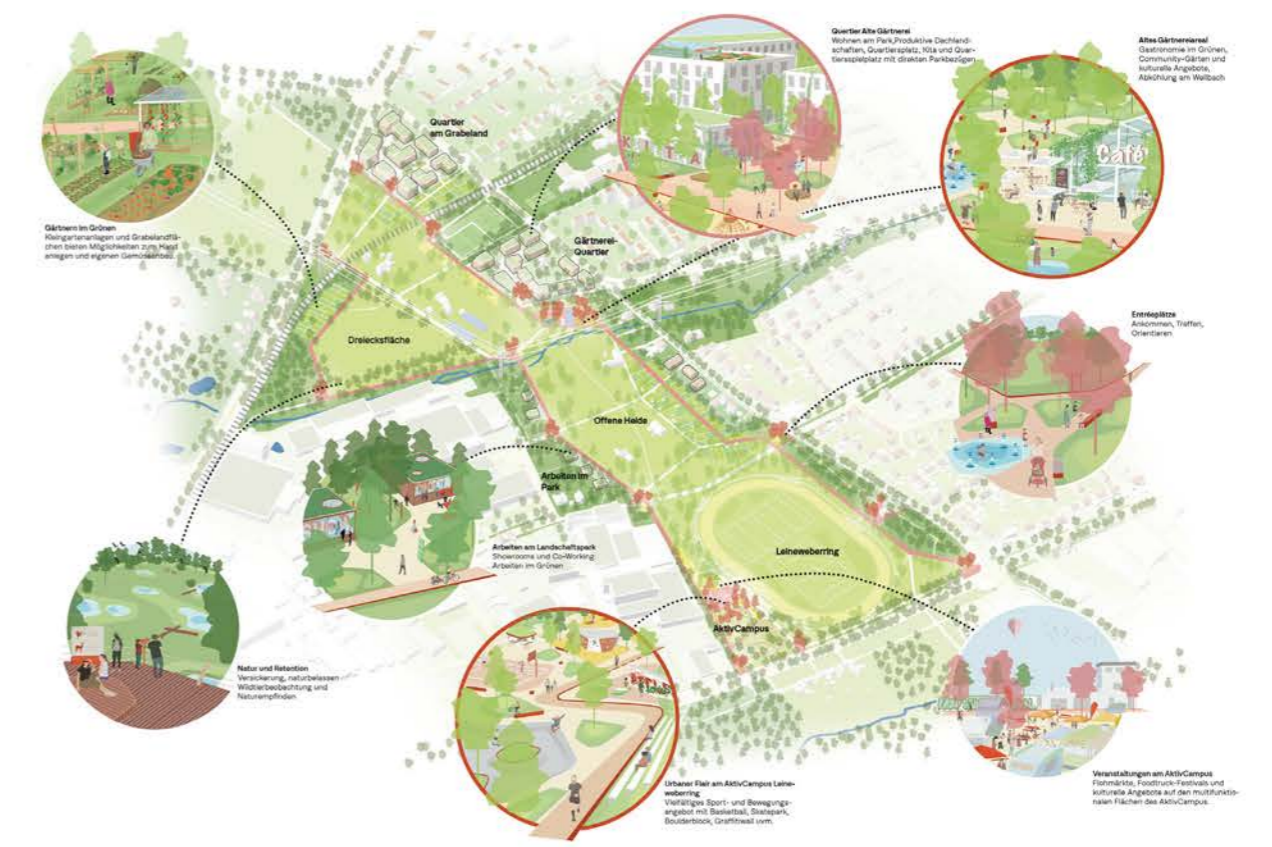 Quartier Alte Gärtnerei
Wohnen am Park, Produktive Dachland-
schaften, Quartiersplatz, Kita und Quar-
tiersspielplatz mit direkten Parkbezügen
Altes Gärtnereiareal
Gastronomie im Grünen,
Community-Gärten und
kulturelle Angebote,
Abkühlung am Wellbach
KITA
Café
Quartier
am Grabeland
Gärtnern im Grünen
Kleingartenanlagen und Grabelandflä-
chen bieten Möglichkeiten zum Hand
anlegen und eigenen Gemüseanbau.
Gärtnerei-
Quartier
Entréeplätze
Ankommen, Treffen,
Orientieren
Dreiecksfläche
Offene Heide
Arbeiten im
Park
Arbeiten am Landschaftspark
Showrooms und Co-Working
Arbeiten im Grünen
Leineweberring
AktivCampus
Natur und Retention
Versickerung, naturbelassen
Wildtierbeobachtung und
Naturempfinden
Urbaner Flair am AktivCampus Leine-
weberring
Vielfältiges Sport- und Bewegungs-
angebot mit Basketball, Skatepark,
Boulderblock, Graffitiwall uvm.
Veranstaltungen am AktivCampus
Flohmärkte, Foodtruck-Festivals und
kulturelle Angebote auf den multifunktio-
nalen Flächen des AktivCampus.